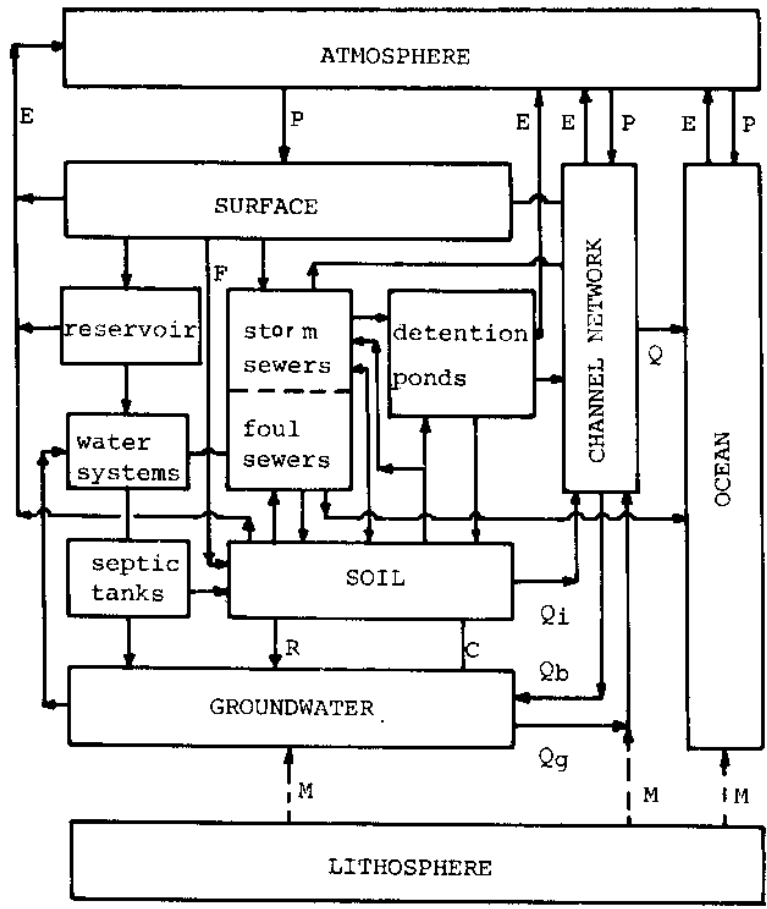 ATMOSPHERE
E
P
E
E
P
E
P
SURFACE
F
reservoir
storm
sewers
detention
ponds
CHANNEL NETWORK
Q
OCEAN
water
systems
foul
sewers
septic
tanks
SOIL
Qi
R
C
Qb
GROUNDWATER
Qg
M
M
M
LITHOSPHERE